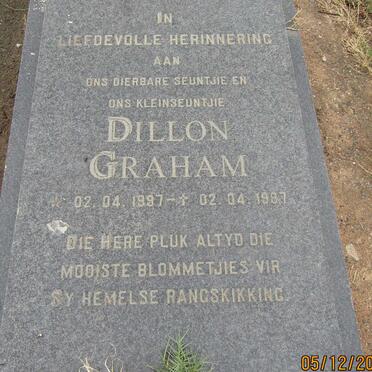 IN
LIEFDEVOLLE HERINNERING
AAN
ONS DIERBARE SEUNTJIE EN
ONS KLEINSEUNTJIE
DILLON
GRAHAM
☆ 02. 04. 1997 – ✝ 02. 04. 1997
DIE HERE PLUK ALTYD DIE
MOOISTE BLOMMETJIES VIR
SY HEMELSE RANGSKIKKING.
05/12/20